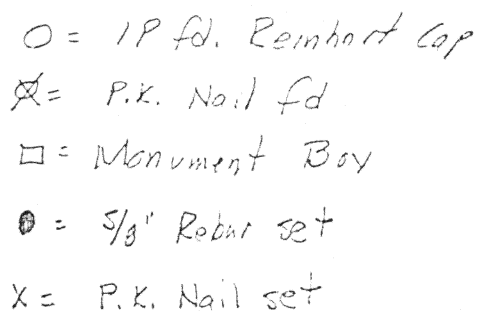 O = IP fd. Reinhart Cap
= P.K. Nail fd
□ = Monument Box
● = 5/8" Rebar set
X = P.K. Nail set